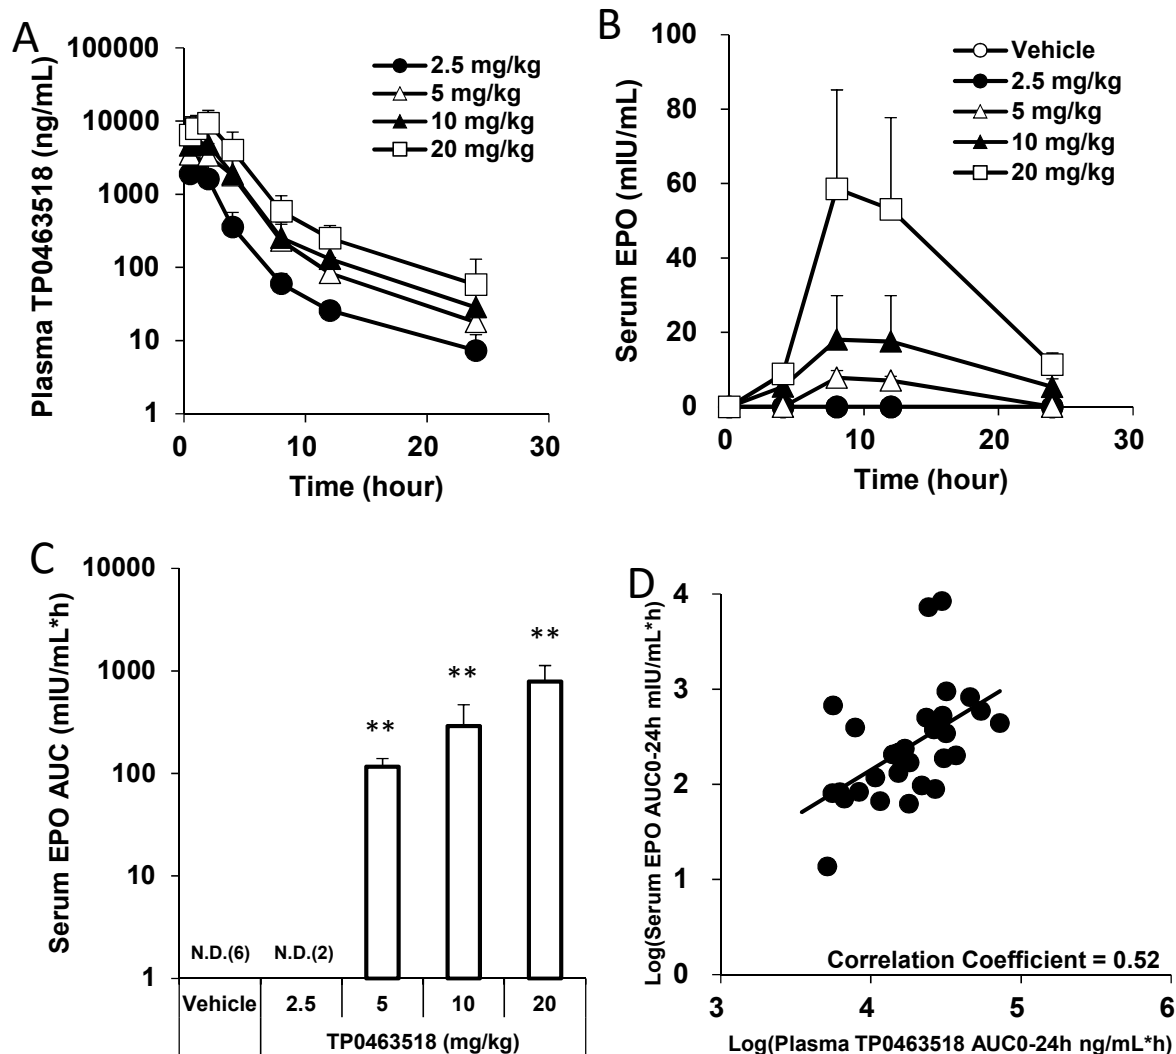 A
Plasma TP0463518 (ng/mL)
100000
10000
1000
100
10
1
2.5 mg/kg
5 mg/kg
10 mg/kg
20 mg/kg
0
10
20
30
Time (hour)
B
Serum EPO (mIU/mL)
100
80
60
40
20
0
Vehicle
2.5 mg/kg
5 mg/kg
10 mg/kg
20 mg/kg
0
10
20
30
Time (hour)
C
Serum EPO AUC (mIU/mL*h)
10000
1000
100
10
1
**
**
**
N.D.(6)
N.D.(2)
Vehicle
2.5
5
10
20
TP0463518 (mg/kg)
D
Log(Serum EPO AUC0-24h mIU/mL*h)
4
3
2
1
0
Correlation Coefficient = 0.52
3
4
5
6
Log(Plasma TP0463518 AUC0-24h ng/mL*h)